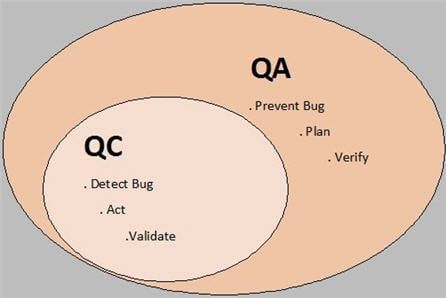 QA
. Prevent Bug
. Plan
. Verify
QC
. Detect Bug
. Act
.Validate